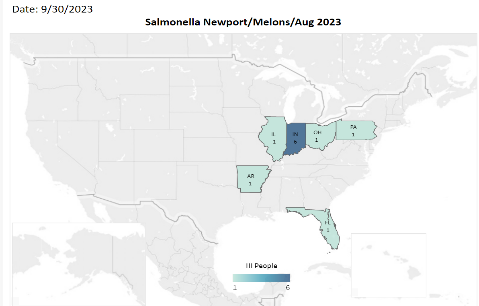 Date: 9/30/2023
Salmonella Newport/Melons/Aug 2023
IL
1
IN
6
OH
1
PA
1
AR
1
FL
1
Ill People
1 6